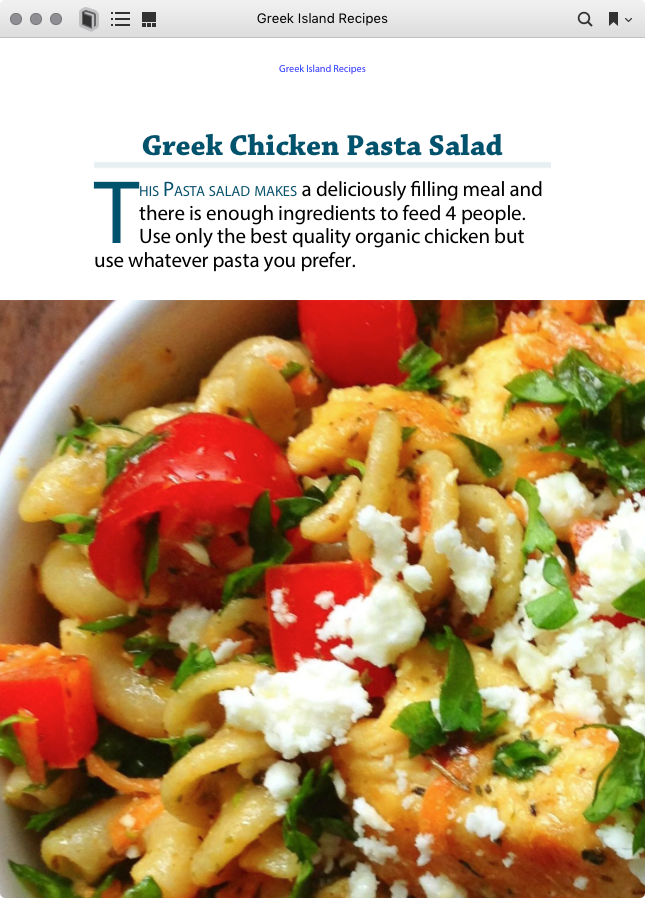 Greek Island Recipes
Greek Island Recipes
Greek Chicken Pasta Salad
This Pasta salad makes a deliciously filling meal and
there is enough ingredients to feed 4 people.
Use only the best quality organic chicken but
use whatever pasta you prefer.